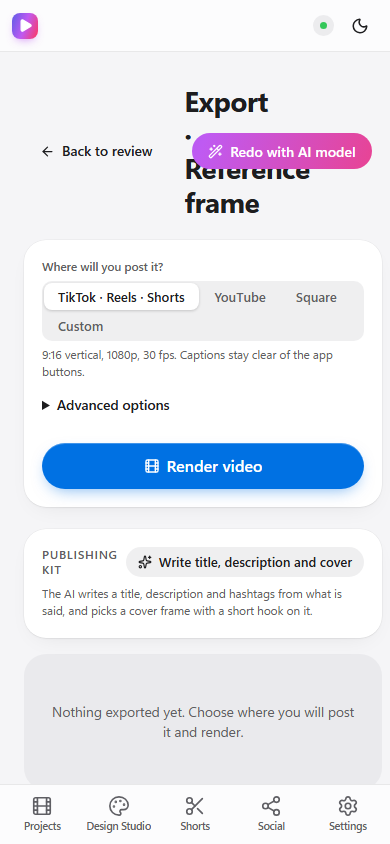 Export
·
Reference
frame
Back to review
Redo with AI model
Where will you post it?
TikTok · Reels · Shorts
YouTube
Square
Custom
9:16 vertical, 1080p, 30 fps. Captions stay clear of the app
buttons.
Advanced options
Render video
PUBLISHING
KIT
Write title, description and cover
The AI writes a title, description and hashtags from what is
said, and picks a cover frame with a short hook on it.
Nothing exported yet. Choose where you will post
it and render.
Projects
Design Studio
Shorts
Social
Settings